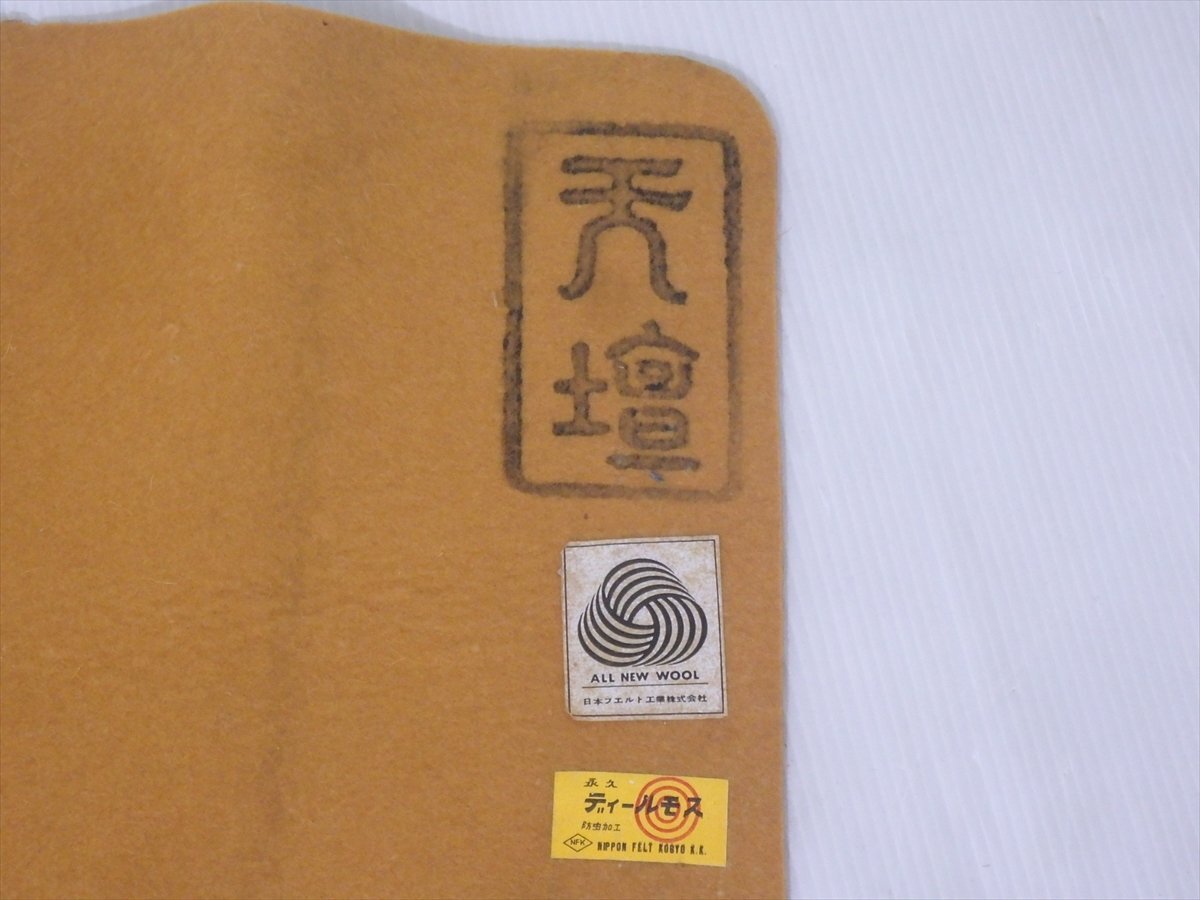 天
壇
ALL NEW WOOL
日本フエルト工業株式会社
永久
ディールモス
防虫加工
NFK
NIPPON FELT KOGYO K.K.